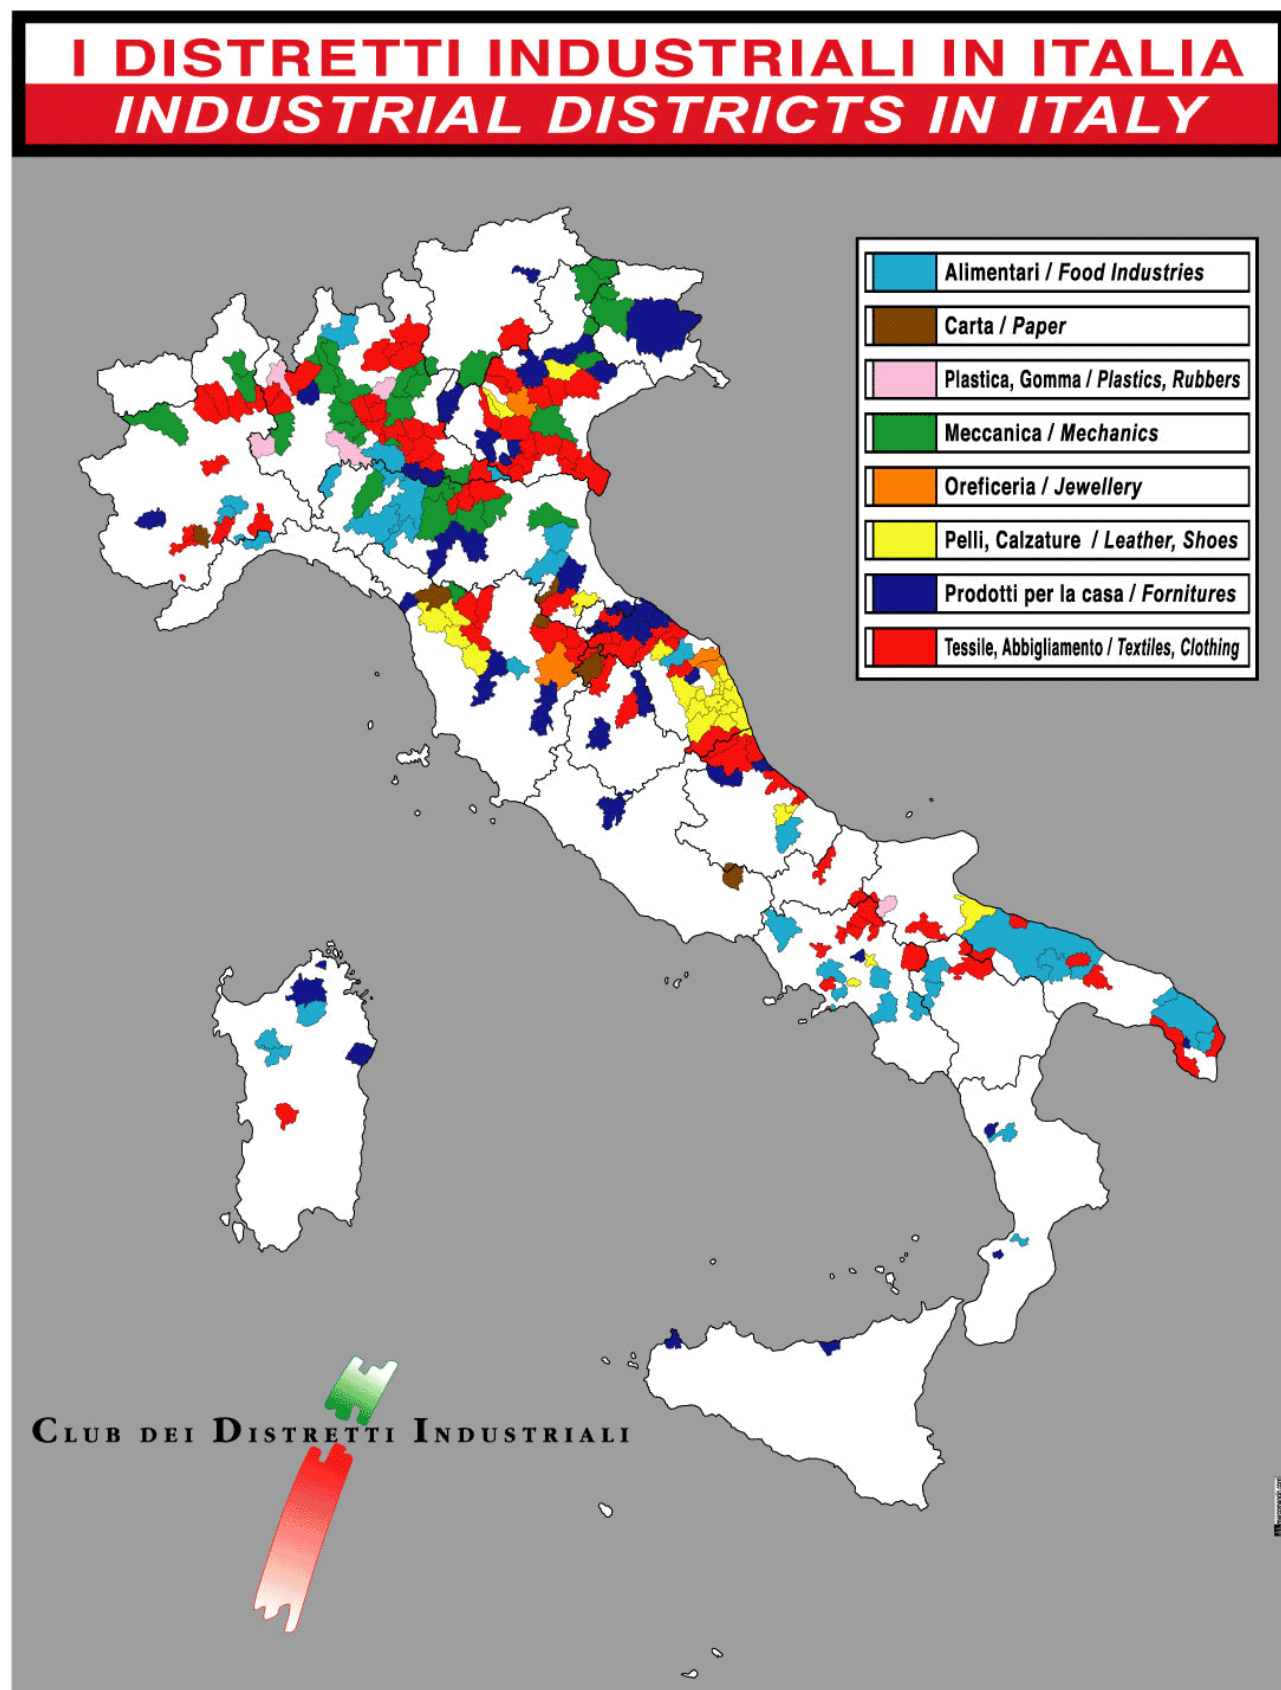 I DISTRETTI INDUSTRIALI IN ITALIA
INDUSTRIAL DISTRICTS IN ITALY
Alimentari / Food Industries
Carta / Paper
Plastica, Gomma / Plastics, Rubbers
Meccanica / Mechanics
Oreficeria / Jewellery
Pelli, Calzature / Leather, Shoes
Prodotti per la casa / Fornitures
Tessile, Abbigliamento / Textiles, Clothing
CLUB DEI DISTRETTI INDUSTRIALI